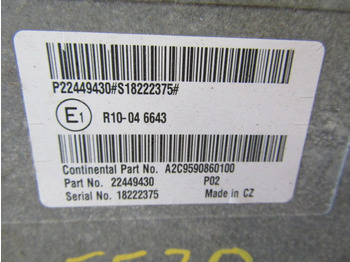 P22449430#S18222375#
E1 R10-04 6643
Continental Part No. A2C9590860100
Part No. 22449430 P02
Serial No. 18222375 Made in CZ